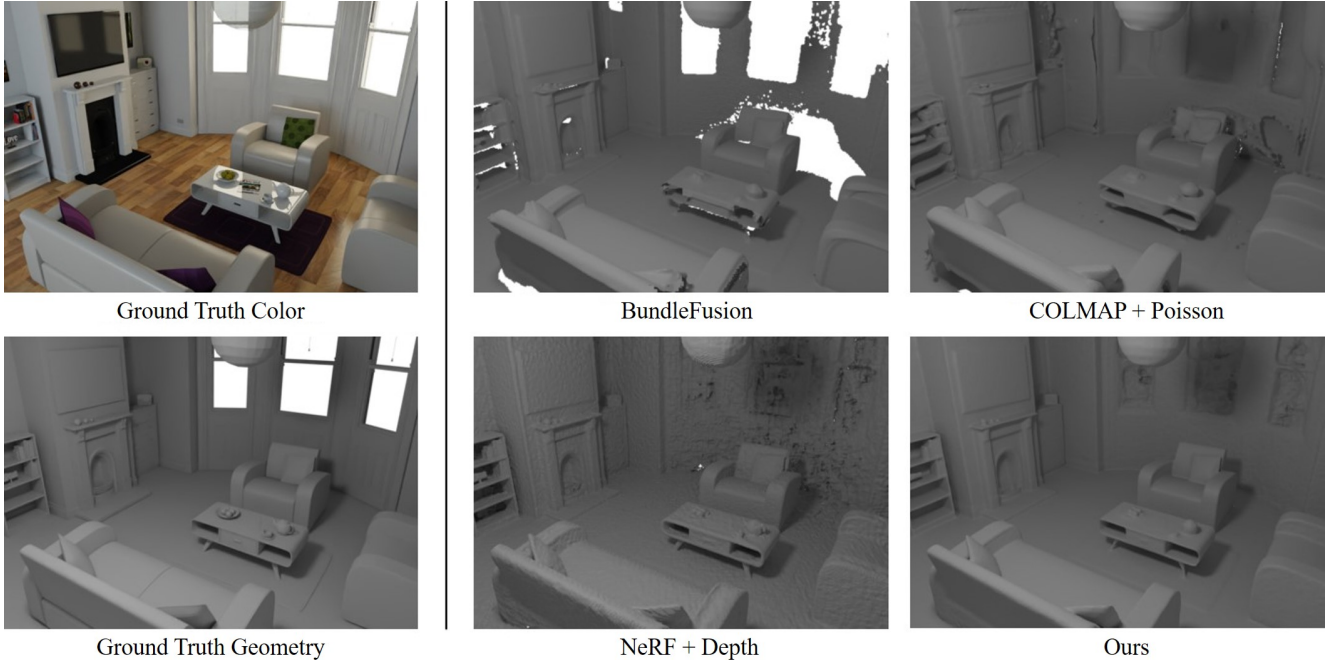 Ground Truth Color
BundleFusion
COLMAP + Poisson
Ground Truth Geometry
NeRF + Depth
Ours